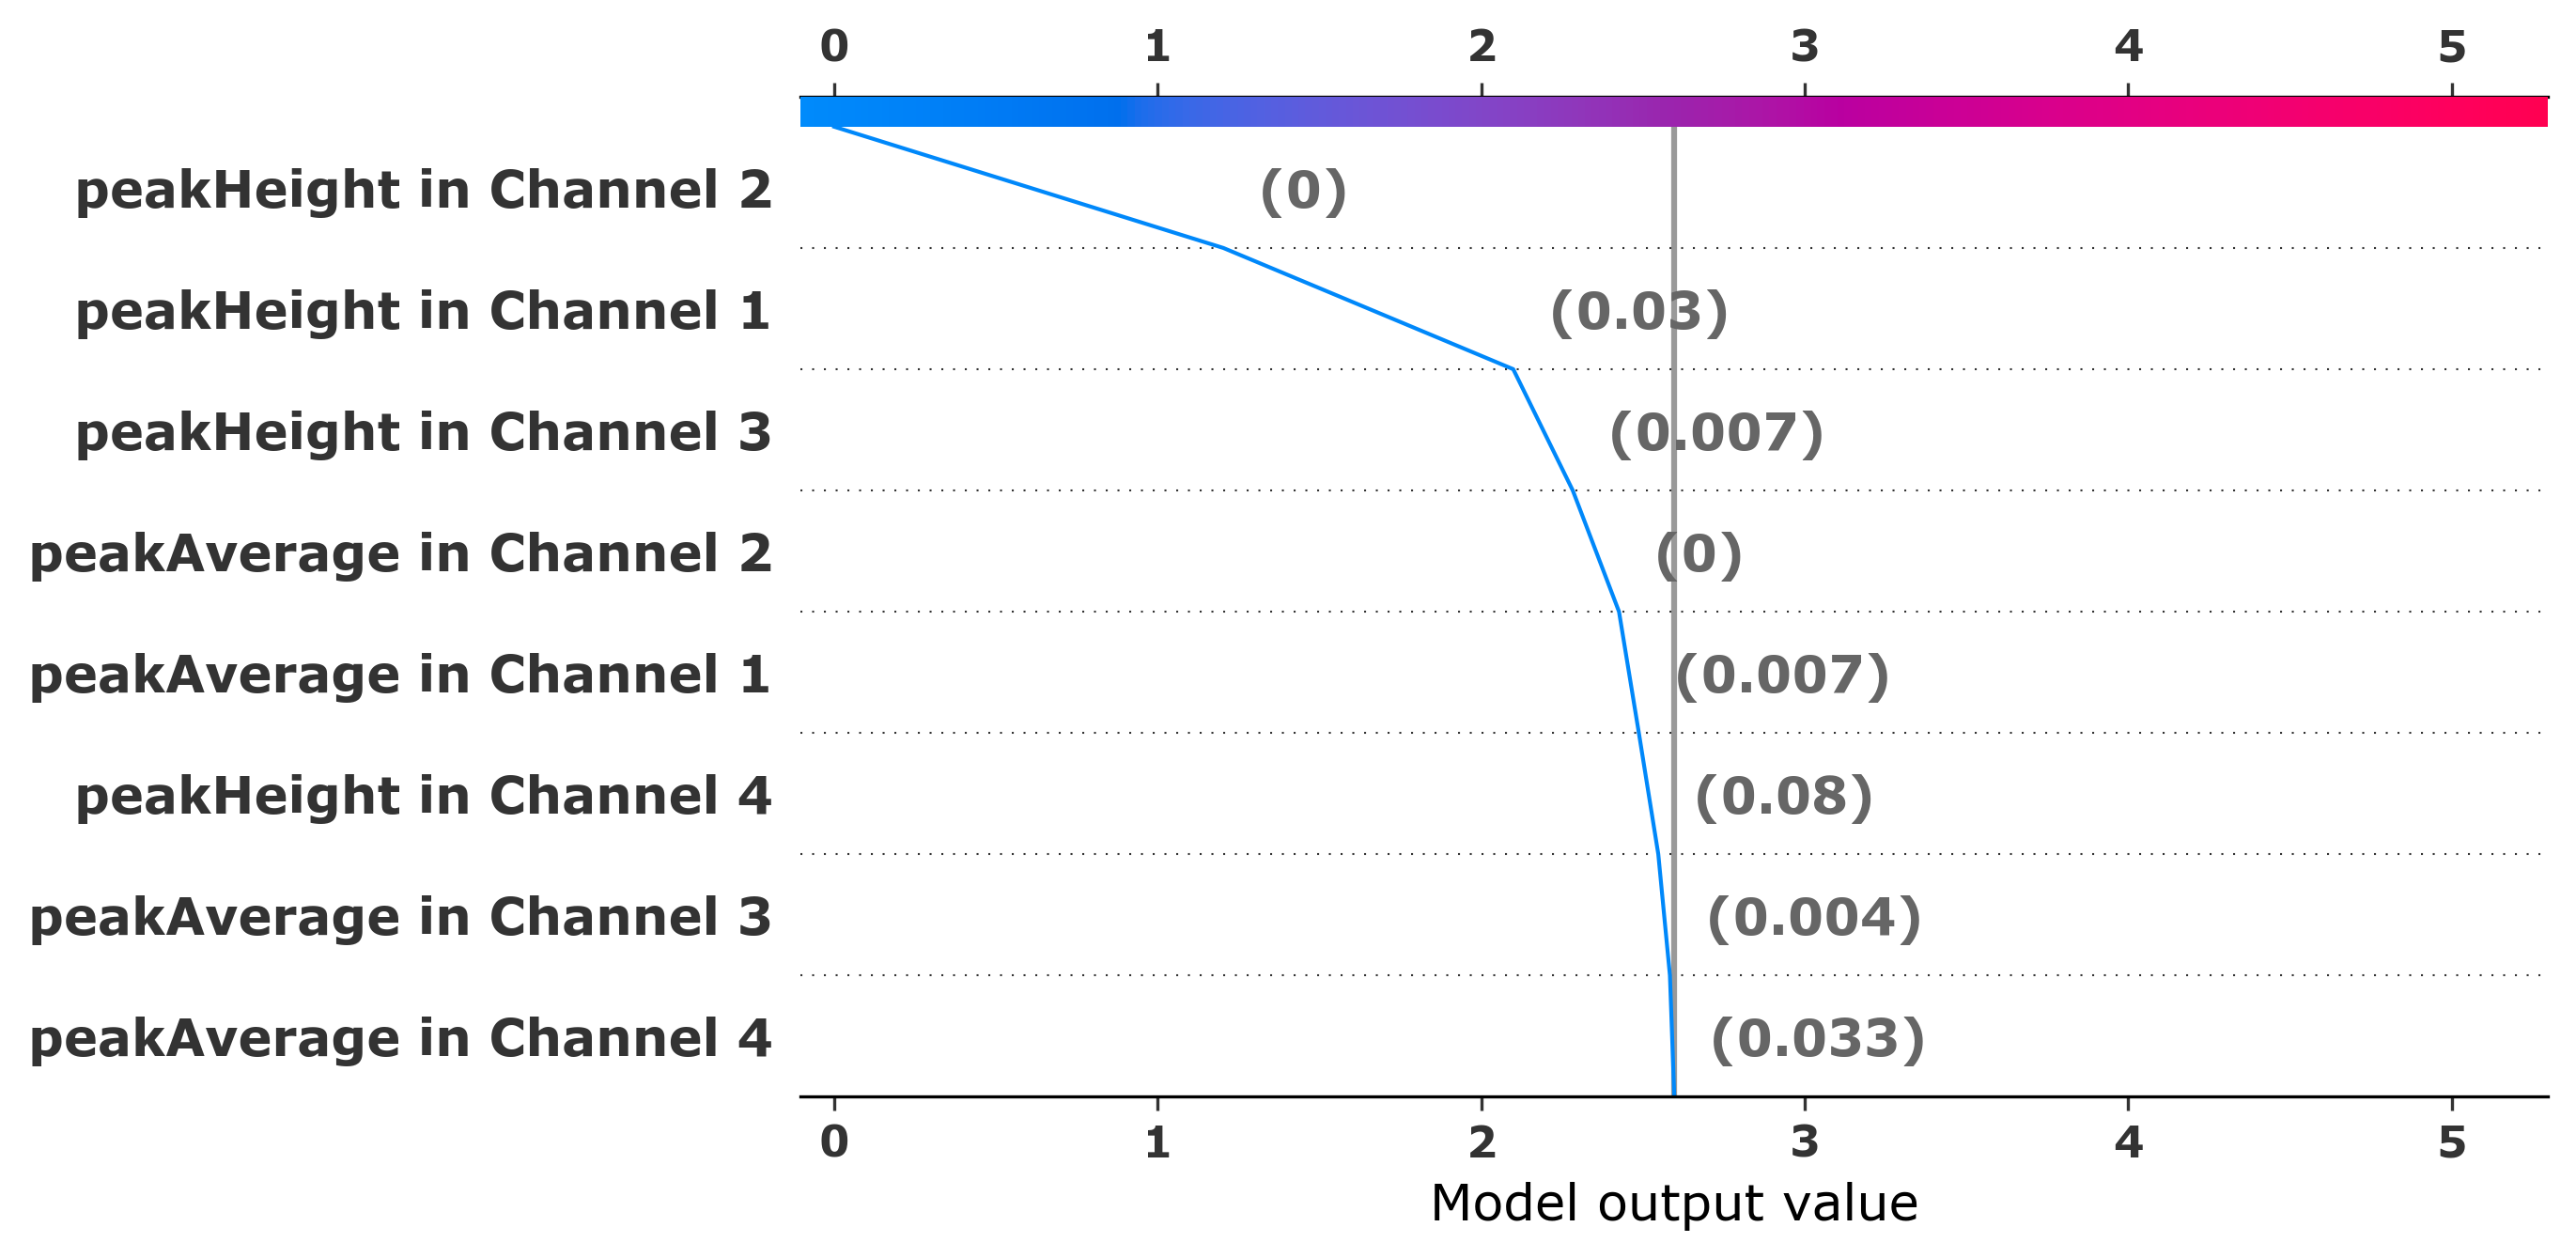 0 1 2 3 4 5
peakHeight in Channel 2 (0)
peakHeight in Channel 1 (0.03)
peakHeight in Channel 3 (0.007)
peakAverage in Channel 2 (0)
peakAverage in Channel 1 (0.007)
peakHeight in Channel 4 (0.08)
peakAverage in Channel 3 (0.004)
peakAverage in Channel 4 (0.033)
0 1 2 3 4 5
Model output value